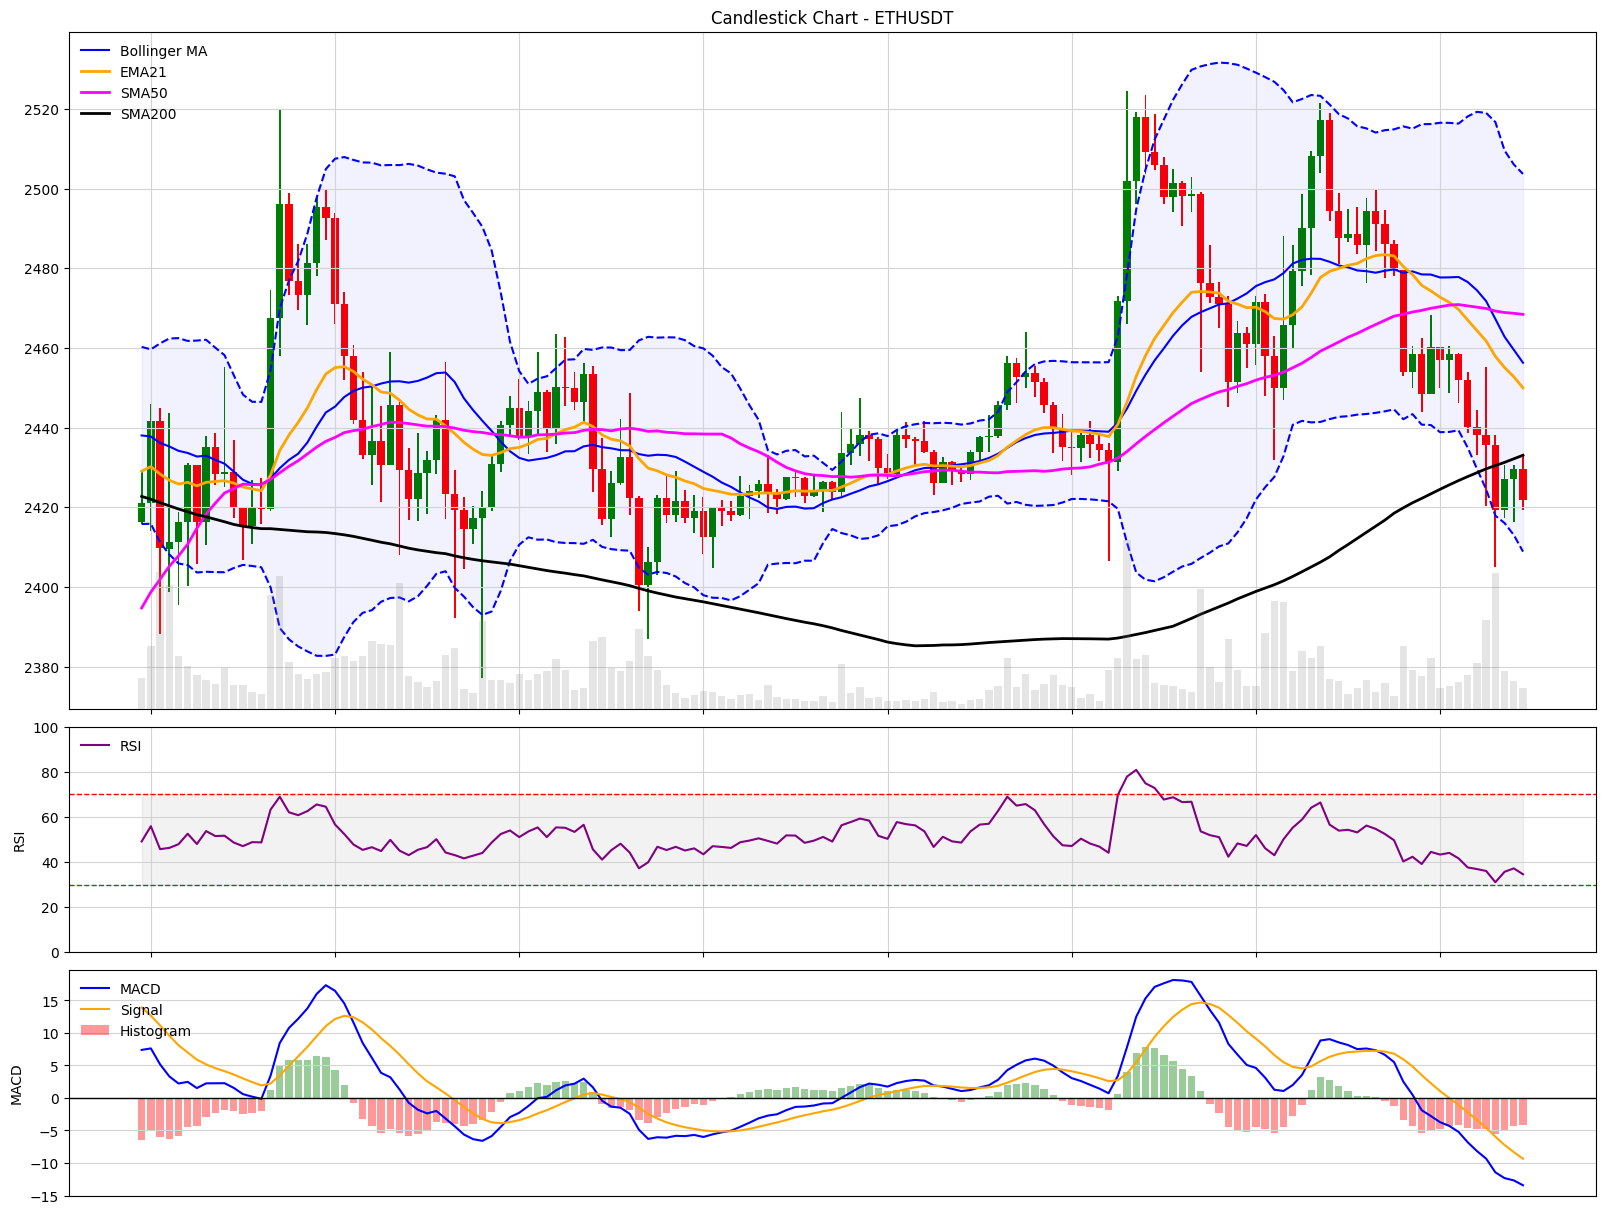 Candlestick Chart - ETHUSDT
Bollinger MA
EMA21
SMA50
SMA200
2520
2500
2480
2460
2440
2420
2400
2380
RSI
100
80
60
40
20
0
RSI
MACD
Signal
Histogram
15
10
5
0
−5
−10
−15
MACD